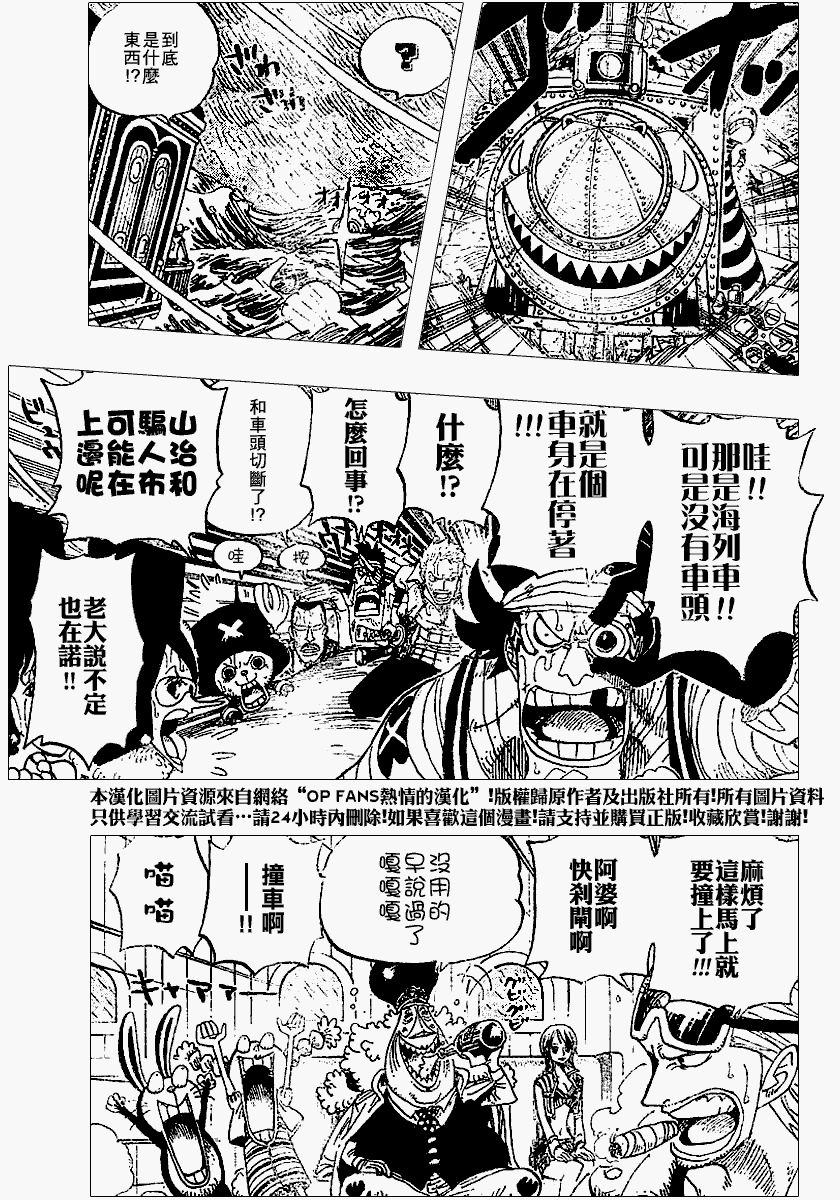 ？
到底
是什麼
東西!?
哇!!
那是海列車!!
可是没有車頭
就是個
車身在停著
!!!
什麼!?
怎麼回事!?
和車頭切斷了!?
山治和
騙人布
可能在
上邊呢
按
哇
老大說不定
也在諾!!
本漢化圖片資源來自網絡“OP FANS熱情的漢化”!版權歸原作者及出版社所有!所有圖片資料
只供學習交流試看…請24小時內刪除!如果喜歡這個漫畫!請支持並購買正版!收藏欣賞!謝謝!
麻煩了
這樣馬上就
要撞上了!!!
阿婆啊
快剎閘啊
没用的
早說過了
嘎嘎嘎
グビグビ
撞車啊
—!!
喵
喵
キャアアァー